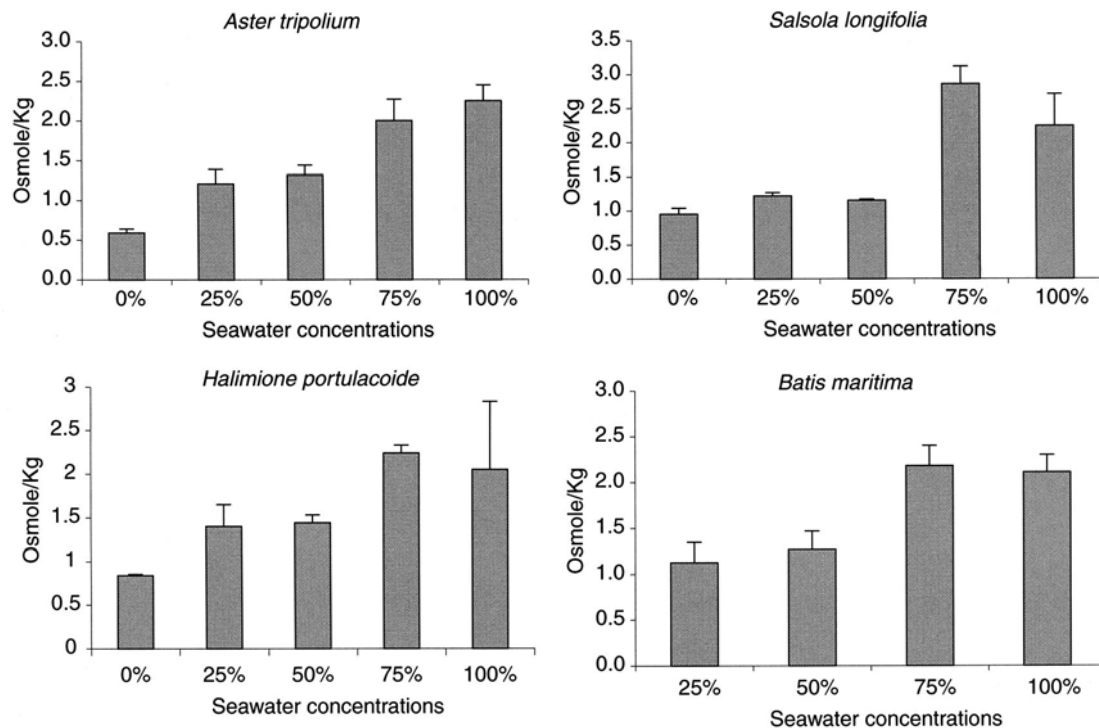 Aster tripolium
Osmole/Kg
3.0
2.5
2.0
1.5
1.0
0.5
0.0
0% 25% 50% 75% 100%
Seawater concentrations
Salsola longifolia
Osmole/Kg
3.5
3.0
2.5
2.0
1.5
1.0
0.5
0.0
0% 25% 50% 75% 100%
Seawater concentrations
Halimione portulacoide
Osmole/Kg
3
2.5
2
1.5
1
0.5
0
0% 25% 50% 75% 100%
Seawater concentrations
Batis maritima
Osmole/Kg
3.0
2.5
2.0
1.5
1.0
0.5
0.0
25% 50% 75% 100%
Seawater concentrations